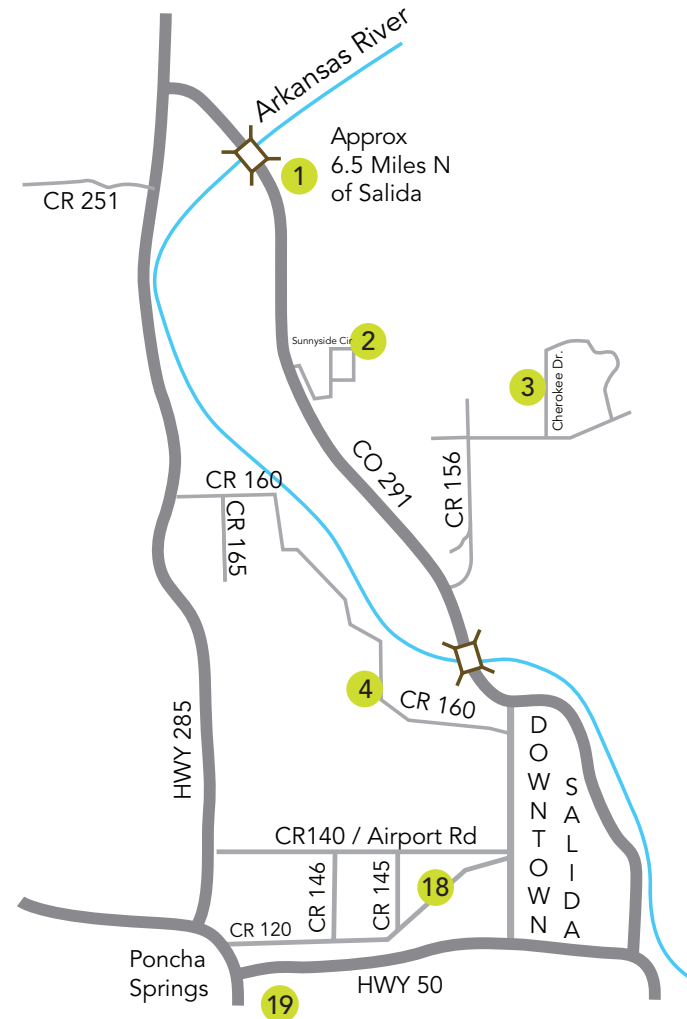 Arkansas River
Approx
6.5 Miles N
of Salida
1
CR 251
Sunnyside Cir
2
3
Cherokee Dr.
CO 291
CR 156
CR 160
CR 165
4
CR 160
HWY 285
DOWNTOWN
SALIDA
CR140 / Airport Rd
CR 146
CR 145
18
CR 120
Poncha
Springs
HWY 50
19